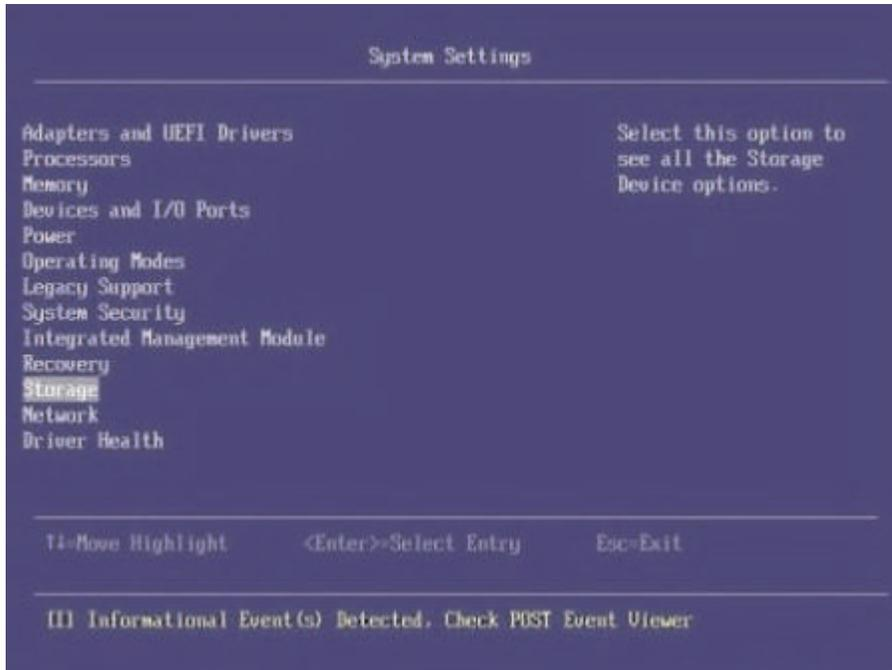 System Settings
Adapters and UEFI Drivers
Processors
Memory
Devices and I/O Ports
Power
Operating Modes
Legacy Support
System Security
Integrated Management Module
Recovery
Storage
Network
Driver Health
Select this option to
see all the Storage
Device options.
↑↓=Move Highlight <Enter>=Select Entry Esc=Exit
[I] Informational Event(s) Detected, Check POST Event Viewer